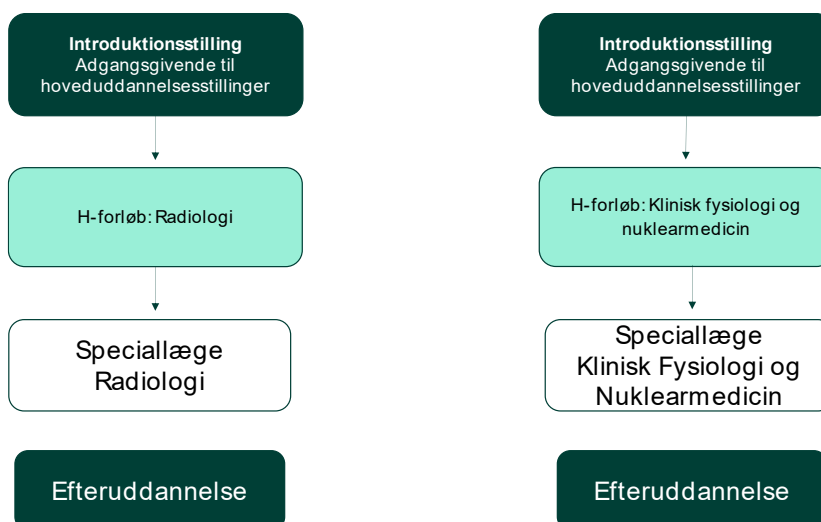 Introduktionsstilling
Adgangsgivende til
hoveduddannelsesstillinger
H-forløb: Radiologi
Speciallæge
Radiologi
Efteruddannelse
Introduktionsstilling
Adgangsgivende til
hoveduddannelsesstillinger
H-forløb: Klinisk fysiologi og
nuklearmedicin
Speciallæge
Klinisk Fysiologi og
Nuklearmedicin
Efteruddannelse